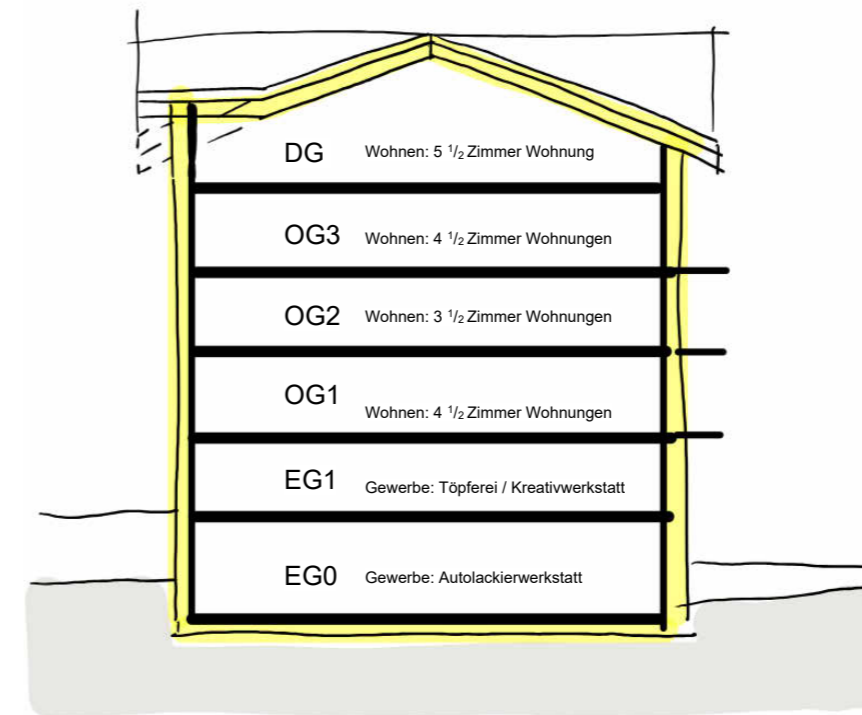 DG Wohnen: 5 1/2 Zimmer Wohnung
OG3 Wohnen: 4 1/2 Zimmer Wohnungen
OG2 Wohnen: 3 1/2 Zimmer Wohnungen
OG1 Wohnen: 4 1/2 Zimmer Wohnungen
EG1 Gewerbe: Töpferei / Kreativwerkstatt
EG0 Gewerbe: Autolackierwerkstatt